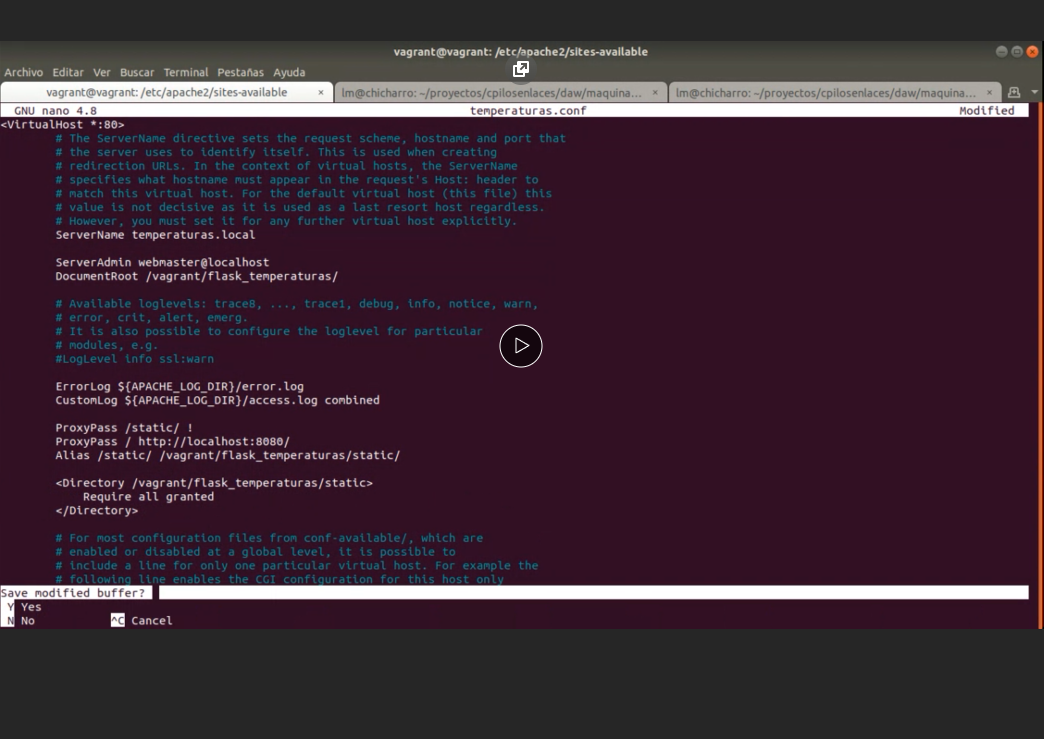 vagrant@vagrant: /etc/apache2/sites-available
Archivo Editar Ver Buscar Terminal Pestañas Ayuda
vagrant@vagrant: /etc/apache2/sites-available × lm@chicharro: ~/proyectos/cpilosenlaces/daw/maquina... × lm@chicharro: ~/proyectos/cpilosenlaces/daw/maquina... ×
GNU nano 4.8 temperaturas.conf Modified
<VirtualHost *:80>
# The ServerName directive sets the request scheme, hostname and port that
# the server uses to identify itself. This is used when creating
# redirection URLs. In the context of virtual hosts, the ServerName
# specifies what hostname must appear in the request's Host: header to
# match this virtual host. For the default virtual host (this file) this
# value is not decisive as it is used as a last resort host regardless.
# However, you must set it for any further virtual host explicitly.
ServerName temperaturas.local
ServerAdmin webmaster@localhost
DocumentRoot /vagrant/flask_temperaturas/
# Available loglevels: trace8, ..., trace1, debug, info, notice, warn,
# error, crit, alert, emerg.
# It is also possible to configure the loglevel for particular
# modules, e.g.
#LogLevel info ssl:warn
ErrorLog ${APACHE_LOG_DIR}/error.log
CustomLog ${APACHE_LOG_DIR}/access.log combined
ProxyPass /static/ !
ProxyPass / http://localhost:8080/
Alias /static/ /vagrant/flask_temperaturas/static/
<Directory /vagrant/flask_temperaturas/static>
Require all granted
</Directory>
# For most configuration files from conf-available/, which are
# enabled or disabled at a global level, it is possible to
# include a line for only one particular virtual host. For example the
# following line enables the CGI configuration for this host only
Save modified buffer?
Y Yes
N No ^C Cancel